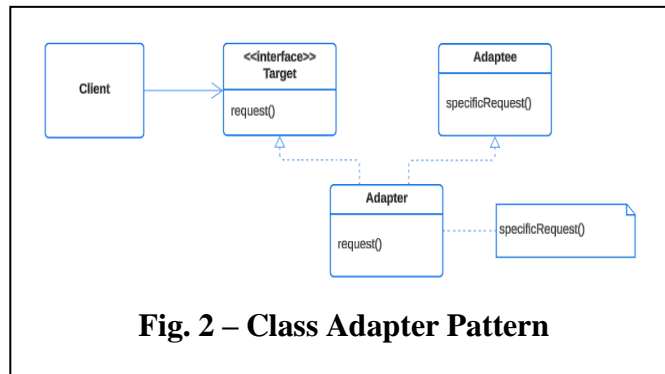 Client
<<interface>>
Target
request()
Adaptee
specificRequest()
Adapter
request()
specificRequest()
Fig. 2 – Class Adapter Pattern